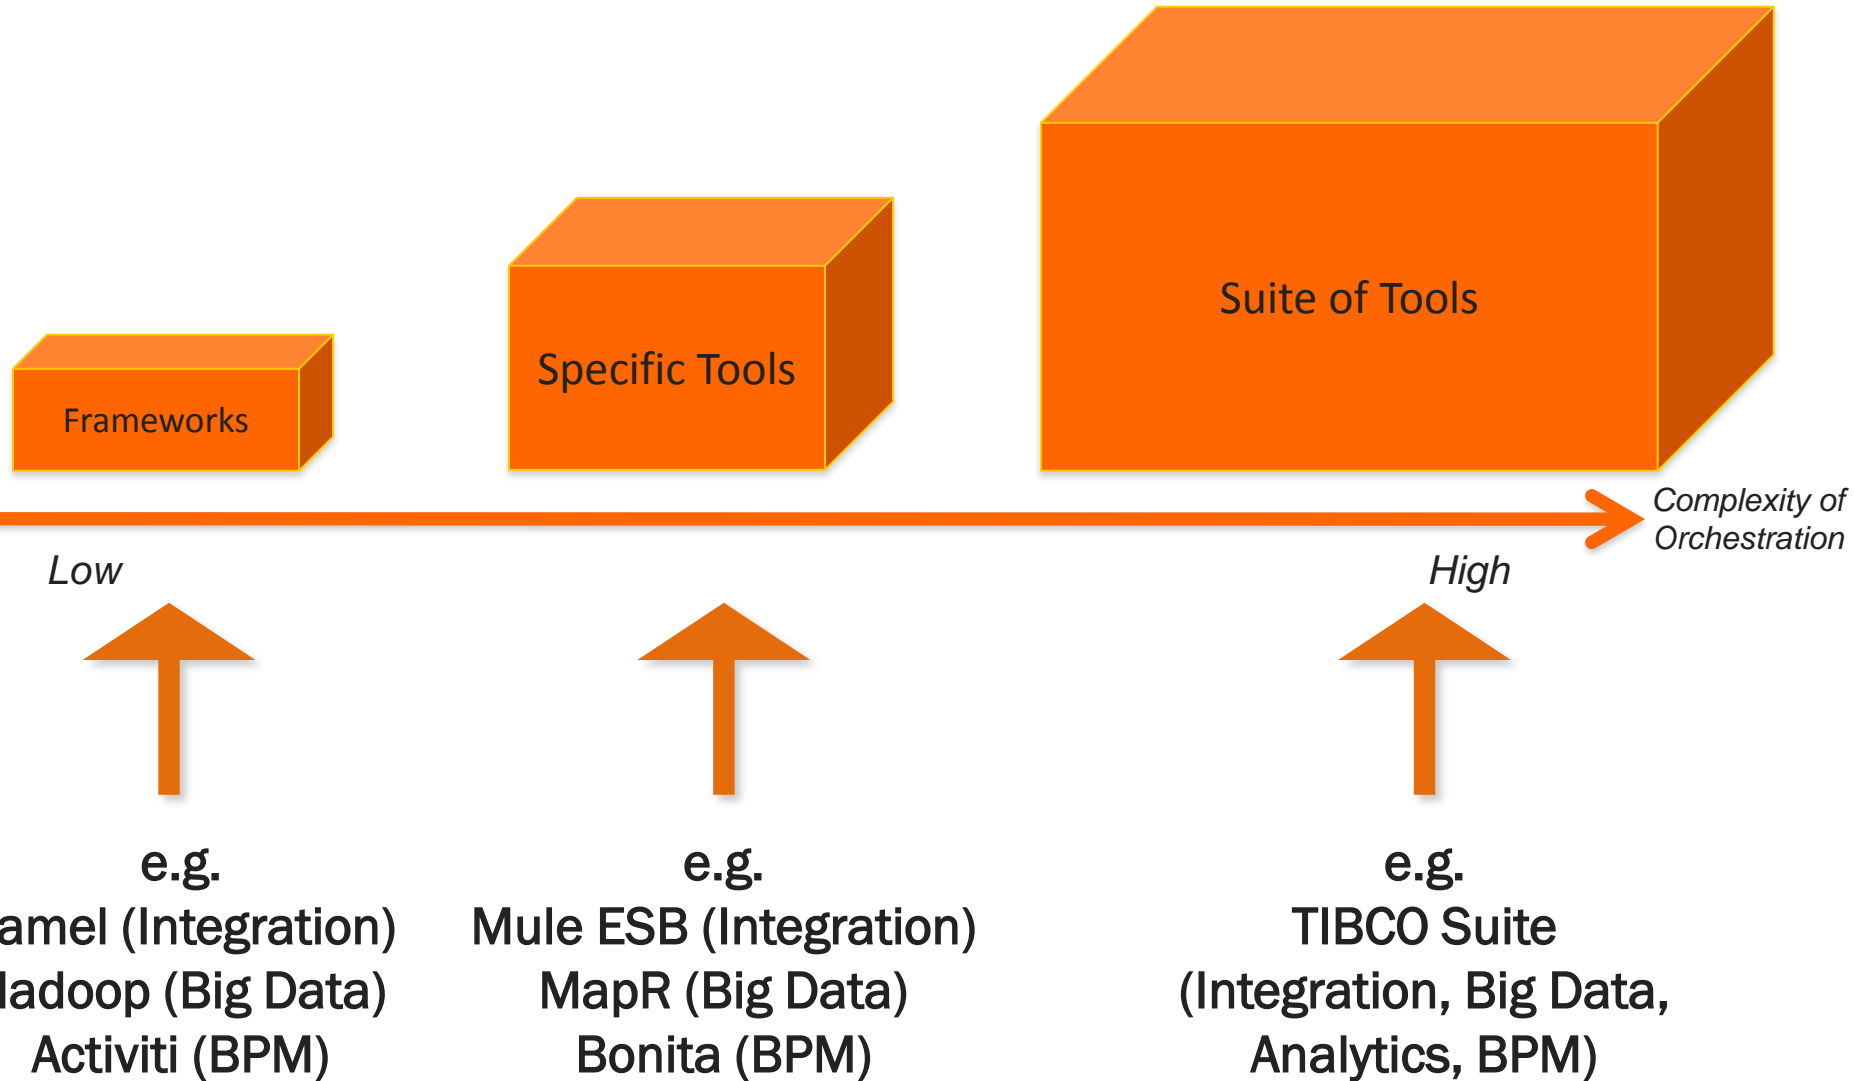 Suite of Tools
Specific Tools
Frameworks
Complexity of
Orchestration
Low
High
e.g.
amel (Integration)
adoop (Big Data)
Activiti (BPM)
e.g.
Mule ESB (Integration)
MapR (Big Data)
Bonita (BPM)
e.g.
TIBCO Suite
(Integration, Big Data,
Analytics, BPM)